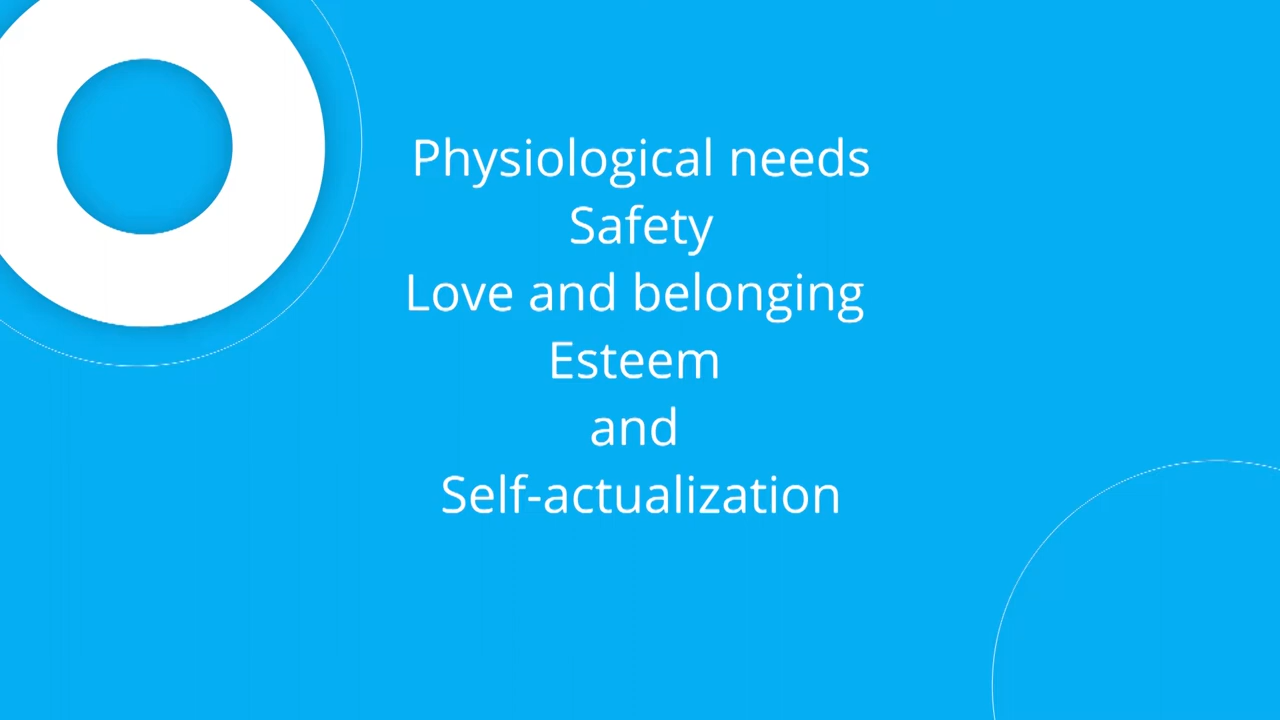 Physiological needs
Safety
Love and belonging
Esteem
and
Self-actualization